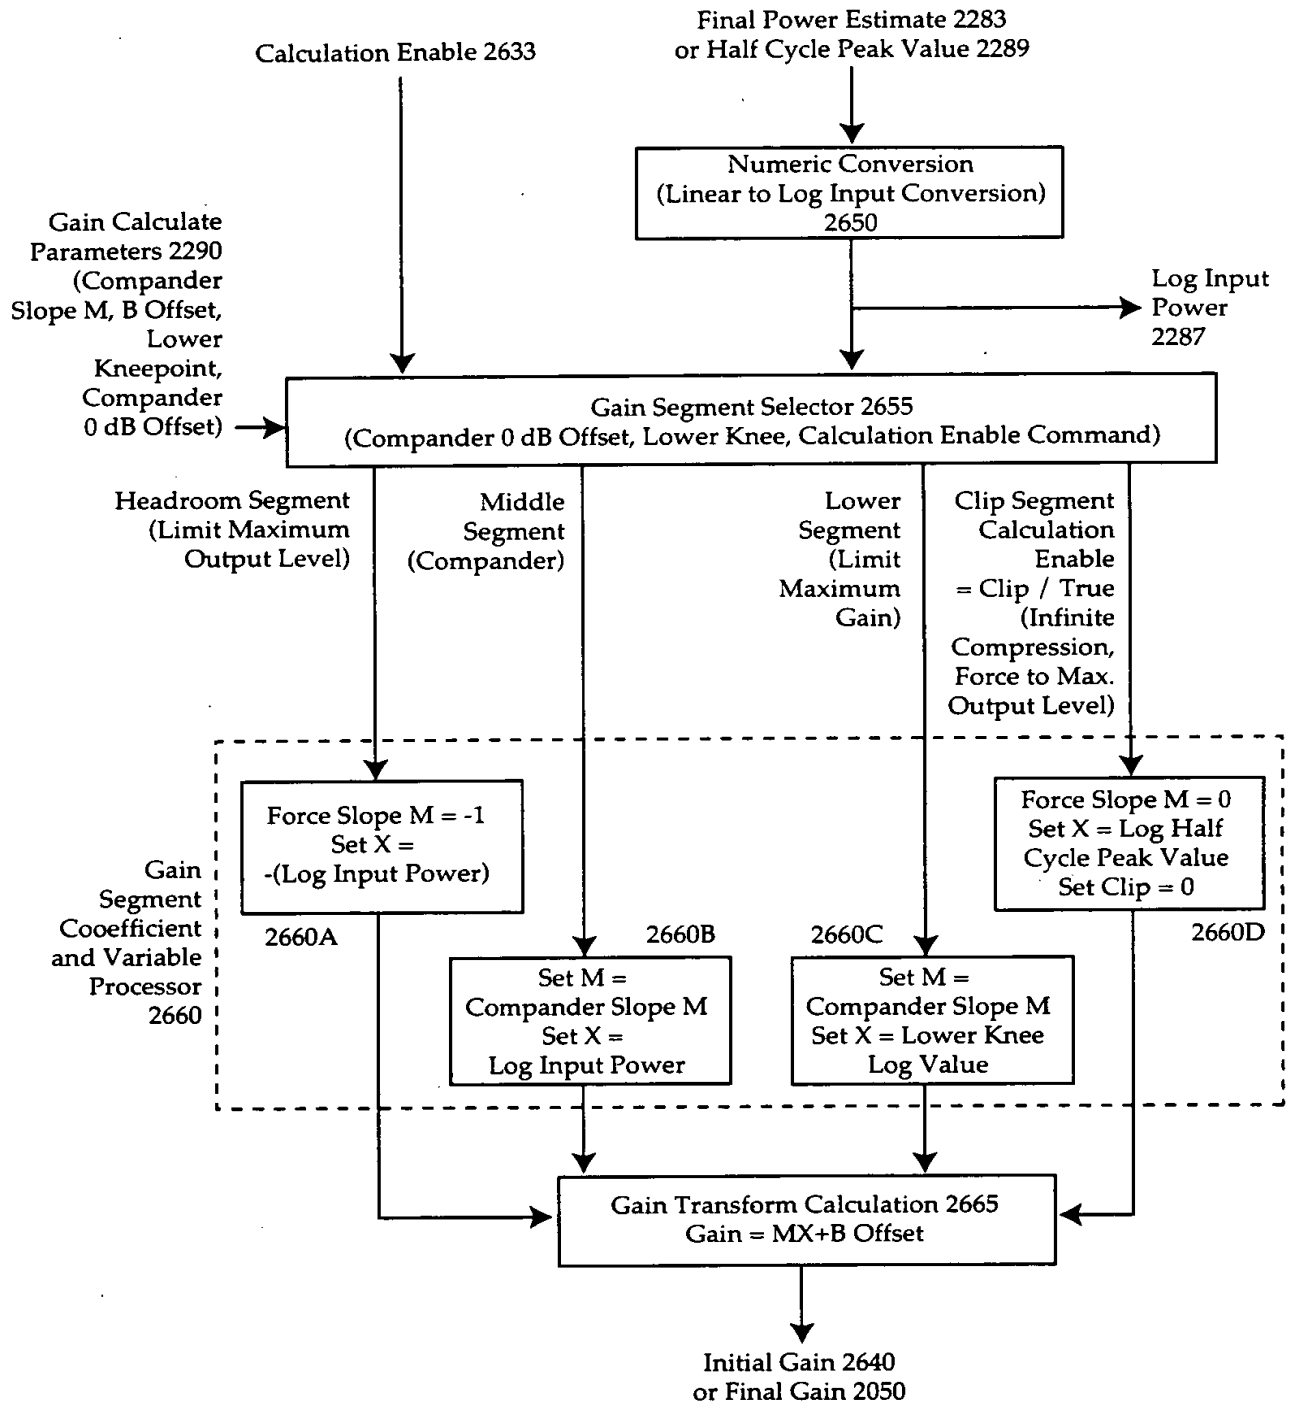 Final Power Estimate 2283
or Half Cycle Peak Value 2289
Calculation Enable 2633
Numeric Conversion
(Linear to Log Input Conversion)
2650
Gain Calculate
Parameters 2290
(Compander
Slope M, B Offset,
Lower
Kneepoint,
Compander
0 dB Offset)
Log Input
Power
2287
Gain Segment Selector 2655
(Compander 0 dB Offset, Lower Knee, Calculation Enable Command)
Headroom Segment
(Limit Maximum
Output Level)
Middle
Segment
(Compander)
Lower
Segment
(Limit
Maximum
Gain)
Clip Segment
Calculation
Enable
= Clip / True
(Infinite
Compression,
Force to Max.
Output Level)
Force Slope M = -1
Set X =
-(Log Input Power)
2660A
Force Slope M = 0
Set X = Log Half
Cycle Peak Value
Set Clip = 0
2660D
Gain
Segment
Cooefficient
and Variable
Processor
2660
2660B
Set M =
Compander Slope M
Set X =
Log Input Power
2660C
Set M =
Compander Slope M
Set X = Lower Knee
Log Value
Gain Transform Calculation 2665
Gain = MX+B Offset
Initial Gain 2640
or Final Gain 2050